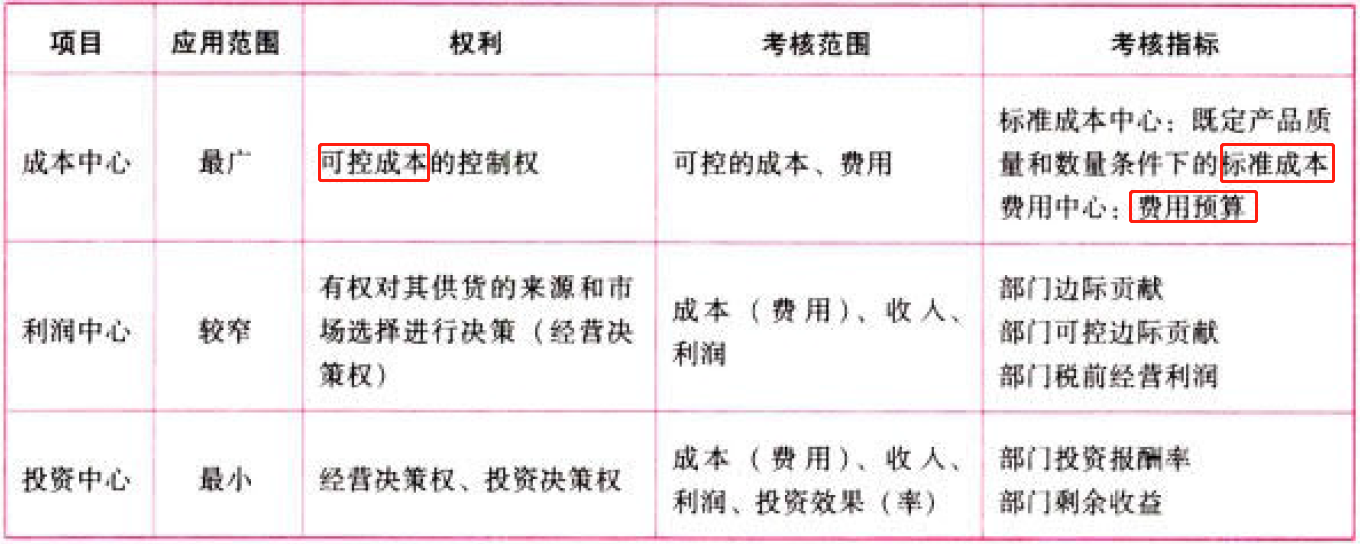 项目 应用范围 权利 考核范围 考核指标
成本中心 最广 可控成本的控制权 可控的成本、费用 标准成本中心：既定产品质
量和数量条件下的标准成本
费用中心：费用预算
利润中心 较窄 有权对其供货的来源和市
场选择进行决策（经营决
策权） 成本（费用）、收人、
利润 部门边际贡献
部门可控边际贡献
部门税前经营利润
投资中心 最小 经营决策权、投资决策权 成本（费用）、收人、
利润、投资效果（率） 部门投资报酬率
部门剩余收益